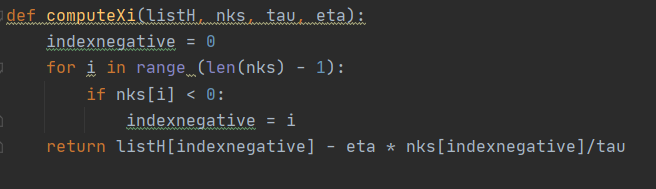 def computeXi(listH, nks, tau, eta):
    indexnegative = 0
    for i in range (len(nks) - 1):
        if nks[i] < 0:
            indexnegative = i
    return listH[indexnegative] - eta * nks[indexnegative]/tau